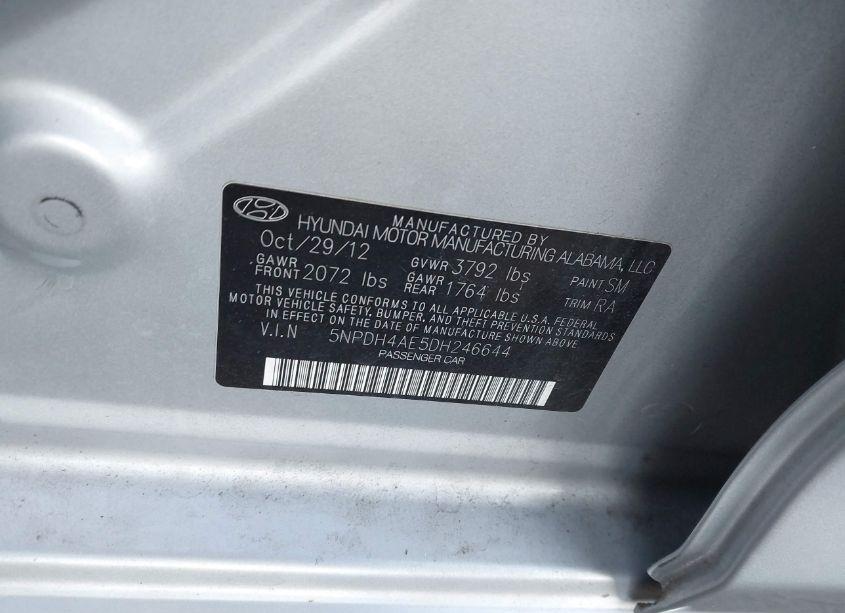 MANUFACTURED BY
HYUNDAI MOTOR MANUFACTURING ALABAMA, LLC
Oct/29/12 GVWR 3792 lbs PAINT SM
GAWR FRONT 2072 lbs GAWR REAR 1764 lbs TRIM RA
THIS VEHICLE CONFORMS TO ALL APPLICABLE U.S.A. FEDERAL
MOTOR VEHICLE SAFETY, BUMPER, AND THEFT PREVENTION STANDARDS
IN EFFECT ON THE DATE OF MANUFACTURE SHOWN ABOVE
V.I.N 5NPDH4AE5DH246644
PASSENGER CAR